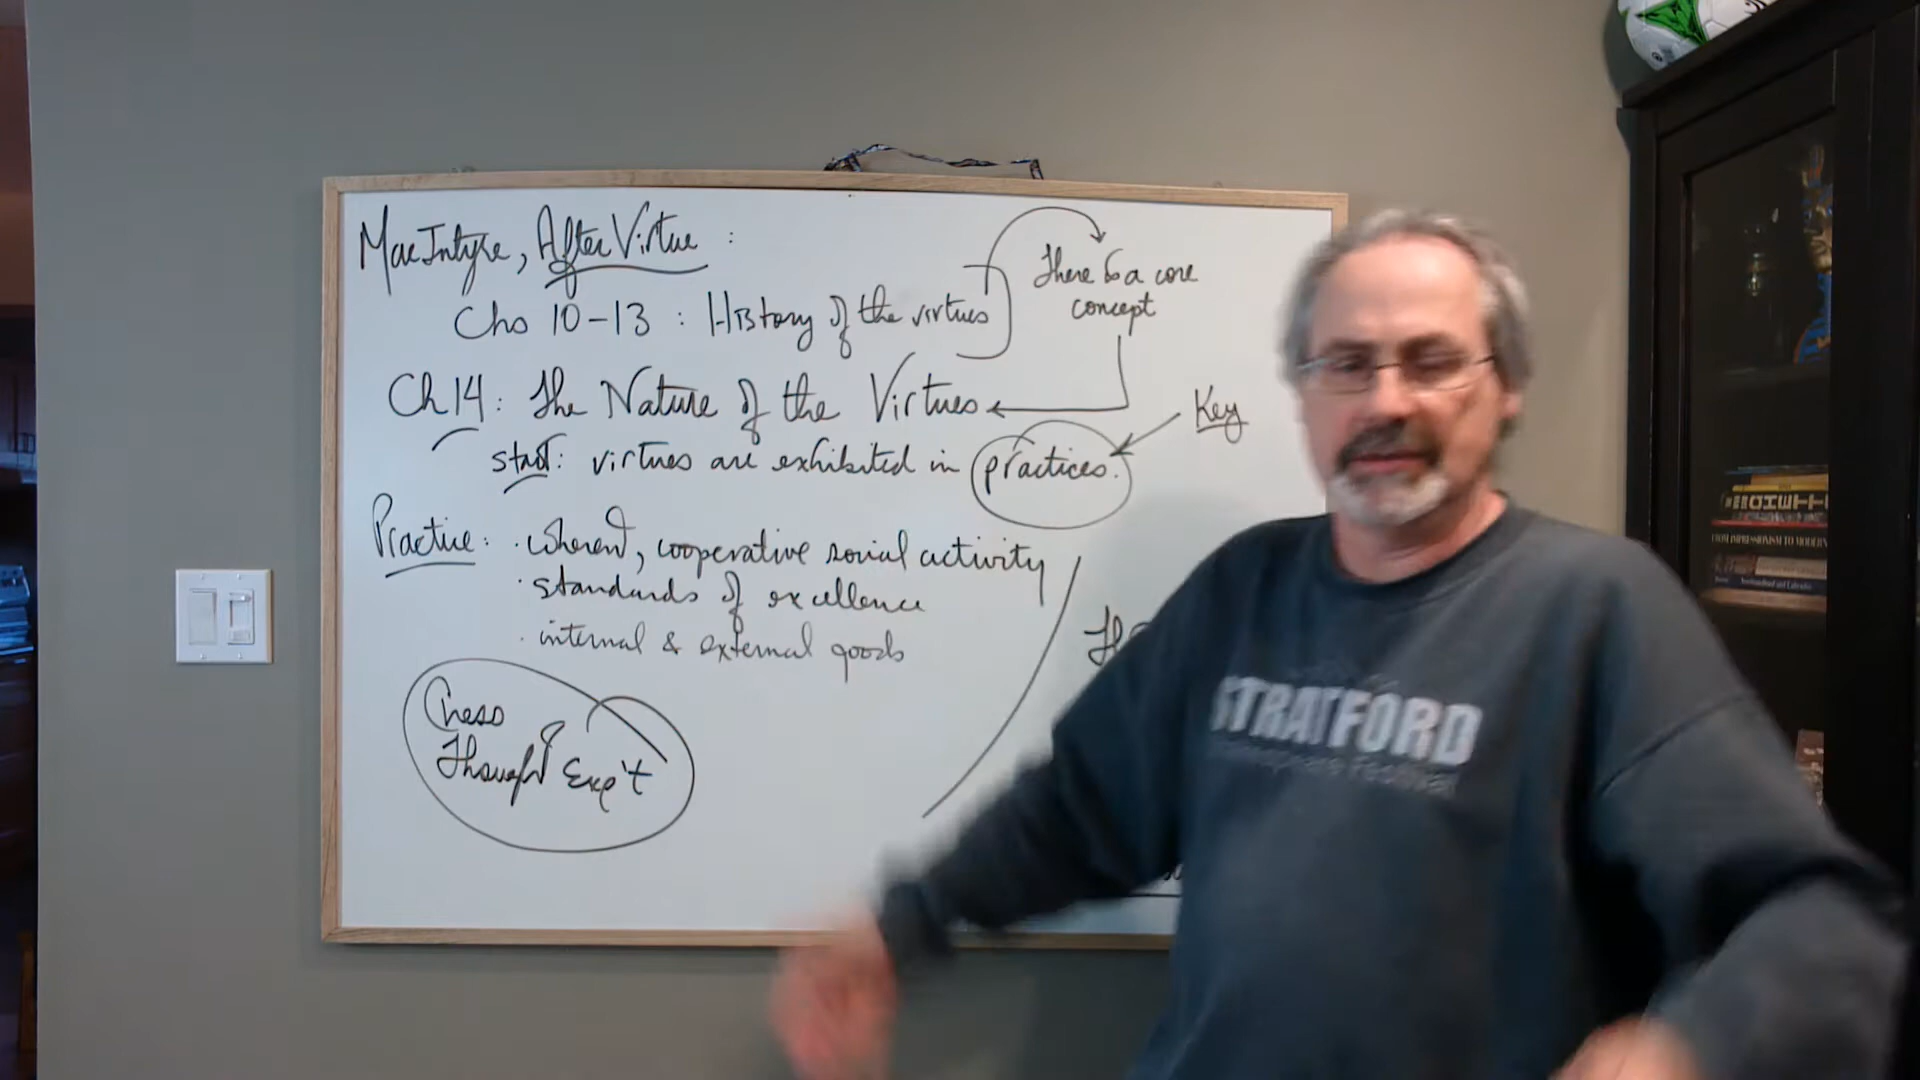 MacIntyre, After Virtue :
Chs 10-13 : History of the virtues
There is a core
concept
Ch 14 : The Nature of the Virtues
Key
start : virtues are exhibited in practices.
Practice : · coherent, cooperative social activity
· standards of excellence
· internal & external goods
Chess
Thought Exp't
STRATFORD